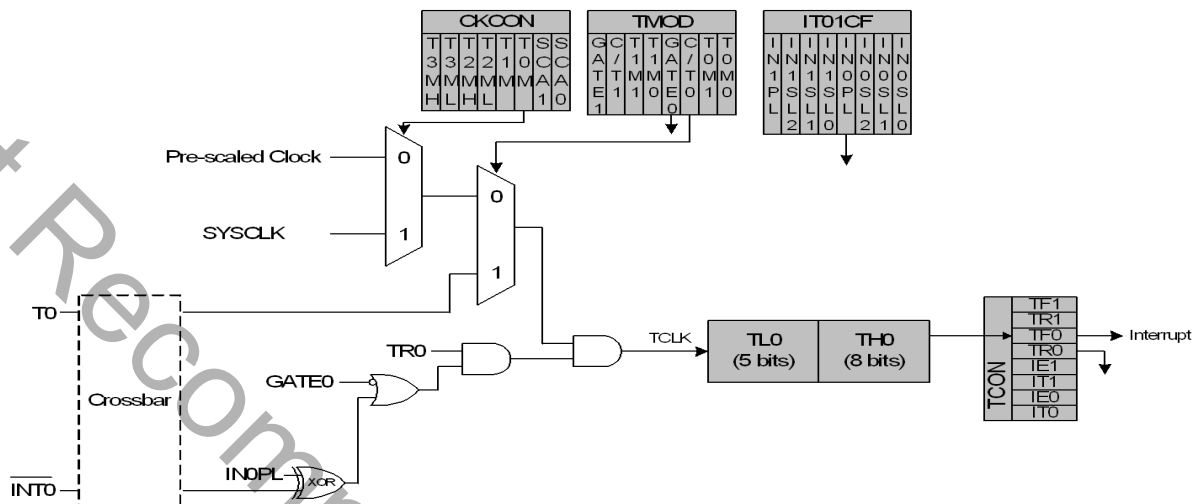 CKCON
T3MH T3ML T2MH T2ML T1M T0M SCA1 SCA0
TMOD
GATE1 C/T1 T1M1 T1M0 GATE0 C/T0 T0M1 T0M0
IT01CF
IN1PL IN1SL2 IN1SL1 IN1SL0 IN0PL IN0SL2 IN0SL1 IN0SL0
Pre-scaled Clock
0
SYSCLK
1
0
1
T0
Crossbar
INT0
TR0
GATE0
IN0PL
XOR
TCLK
TL0
(5 bits)
TH0
(8 bits)
TCON
TF1
TR1
TF0
TR0
IE1
IT1
IE0
IT0
Interrupt
Recom